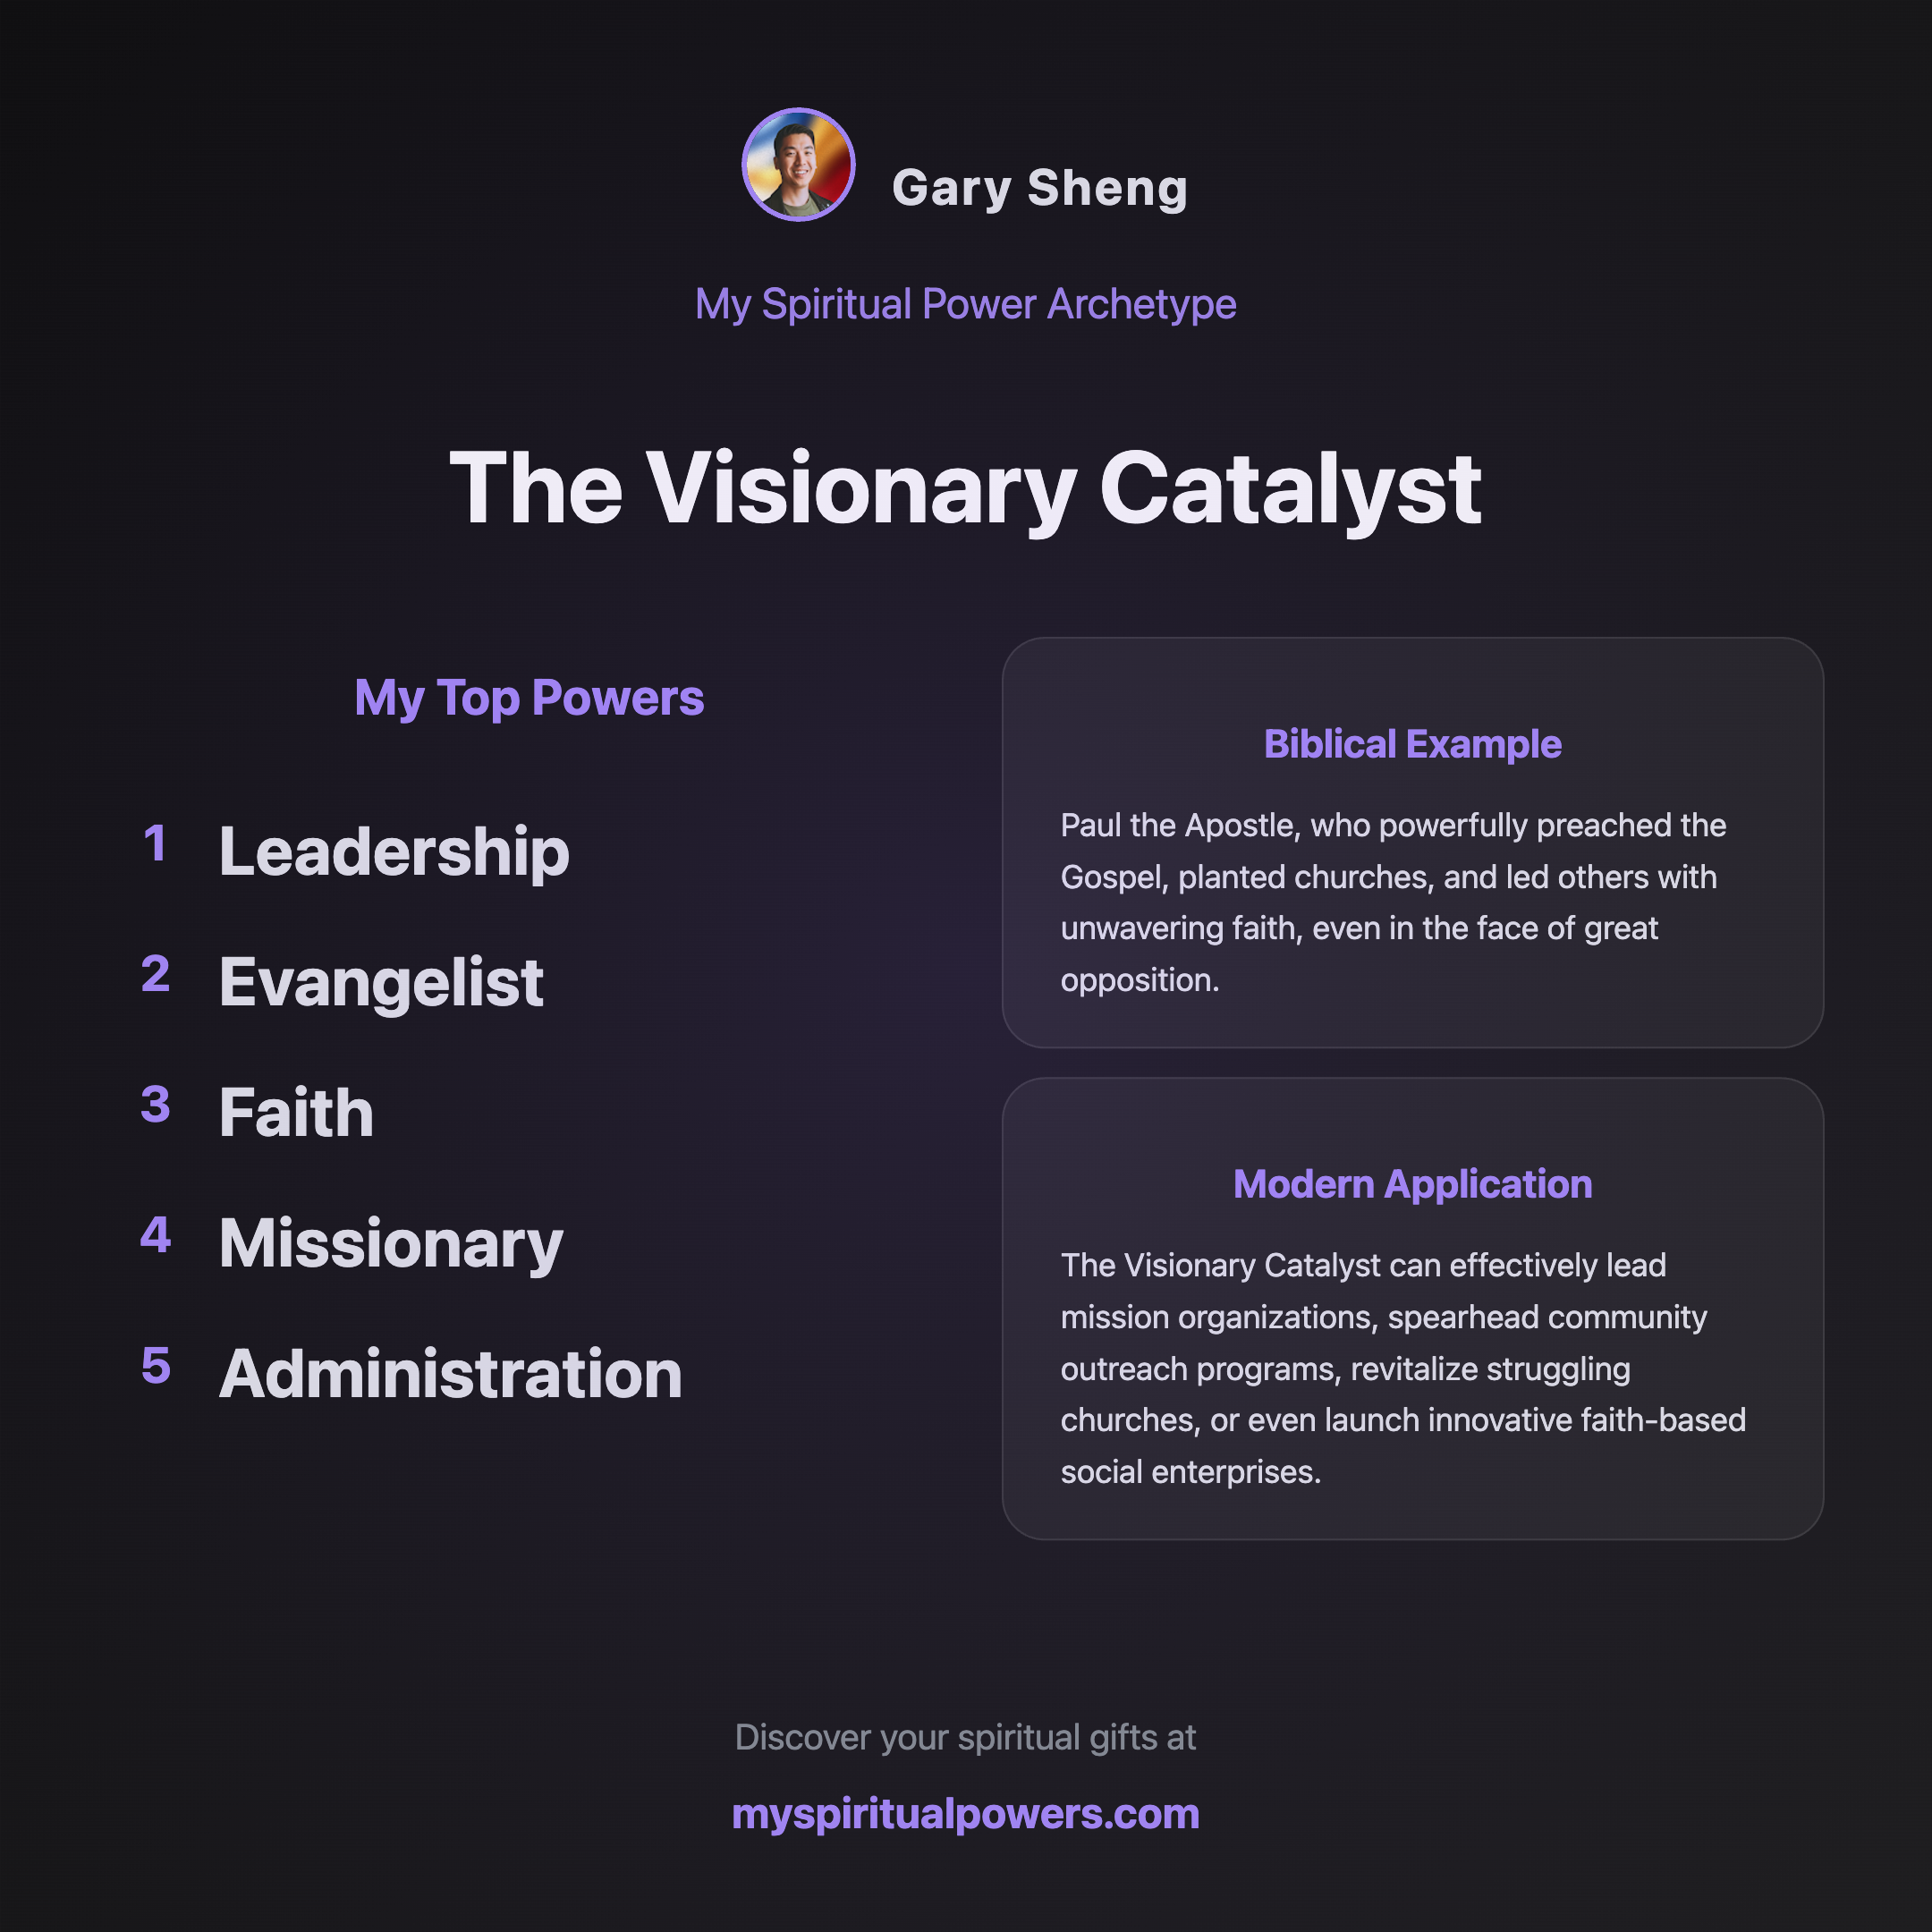 Gary Sheng
My Spiritual Power Archetype
The Visionary Catalyst
My Top Powers
1 Leadership
2 Evangelist
3 Faith
4 Missionary
5 Administration
Biblical Example
Paul the Apostle, who powerfully preached the
Gospel, planted churches, and led others with
unwavering faith, even in the face of great
opposition.
Modern Application
The Visionary Catalyst can effectively lead
mission organizations, spearhead community
outreach programs, revitalize struggling
churches, or even launch innovative faith-based
social enterprises.
Discover your spiritual gifts at
myspiritualpowers.com